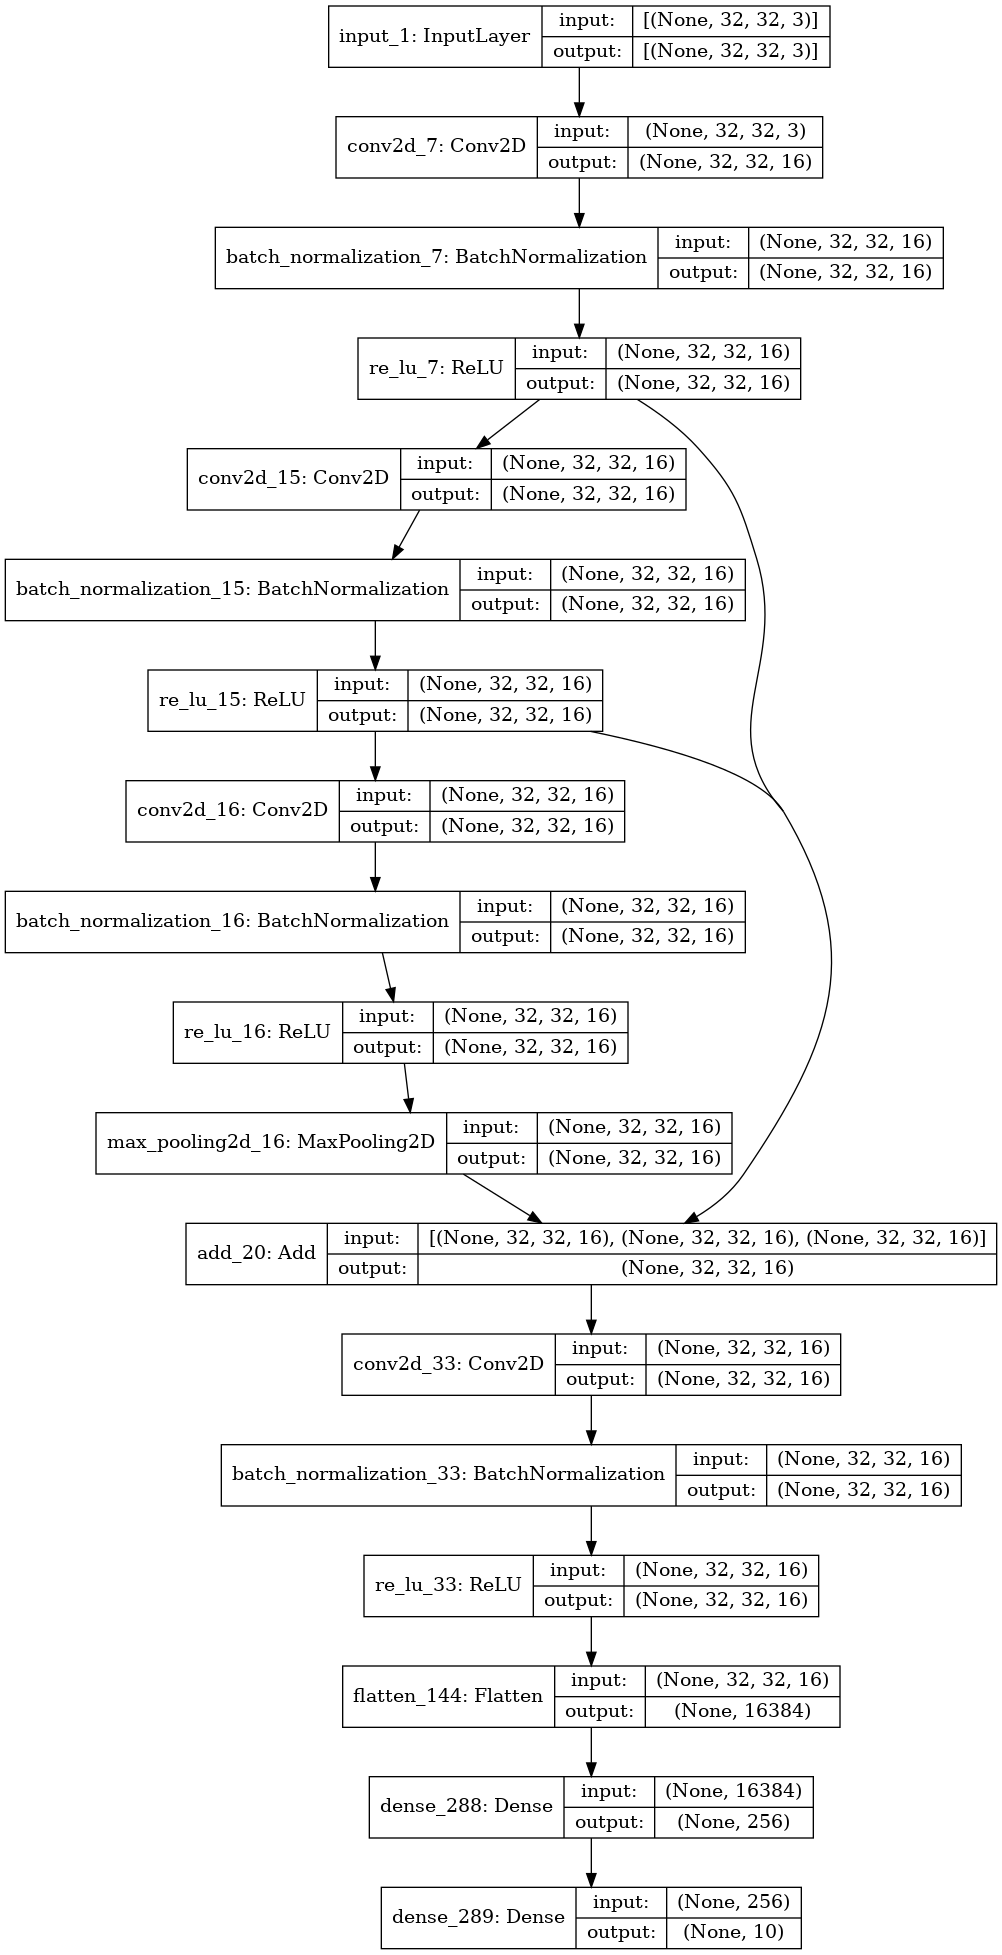 input_1: InputLayer
input:
[(None, 32, 32, 3)]
output:
[(None, 32, 32, 3)]
conv2d_7: Conv2D
input:
(None, 32, 32, 3)
output:
(None, 32, 32, 16)
batch_normalization_7: BatchNormalization
input:
(None, 32, 32, 16)
output:
(None, 32, 32, 16)
re_lu_7: ReLU
input:
(None, 32, 32, 16)
output:
(None, 32, 32, 16)
conv2d_15: Conv2D
input:
(None, 32, 32, 16)
output:
(None, 32, 32, 16)
batch_normalization_15: BatchNormalization
input:
(None, 32, 32, 16)
output:
(None, 32, 32, 16)
re_lu_15: ReLU
input:
(None, 32, 32, 16)
output:
(None, 32, 32, 16)
conv2d_16: Conv2D
input:
(None, 32, 32, 16)
output:
(None, 32, 32, 16)
batch_normalization_16: BatchNormalization
input:
(None, 32, 32, 16)
output:
(None, 32, 32, 16)
re_lu_16: ReLU
input:
(None, 32, 32, 16)
output:
(None, 32, 32, 16)
max_pooling2d_16: MaxPooling2D
input:
(None, 32, 32, 16)
output:
(None, 32, 32, 16)
add_20: Add
input:
[(None, 32, 32, 16), (None, 32, 32, 16), (None, 32, 32, 16)]
output:
(None, 32, 32, 16)
conv2d_33: Conv2D
input:
(None, 32, 32, 16)
output:
(None, 32, 32, 16)
batch_normalization_33: BatchNormalization
input:
(None, 32, 32, 16)
output:
(None, 32, 32, 16)
re_lu_33: ReLU
input:
(None, 32, 32, 16)
output:
(None, 32, 32, 16)
flatten_144: Flatten
input:
(None, 32, 32, 16)
output:
(None, 16384)
dense_288: Dense
input:
(None, 16384)
output:
(None, 256)
dense_289: Dense
input:
(None, 256)
output:
(None, 10)